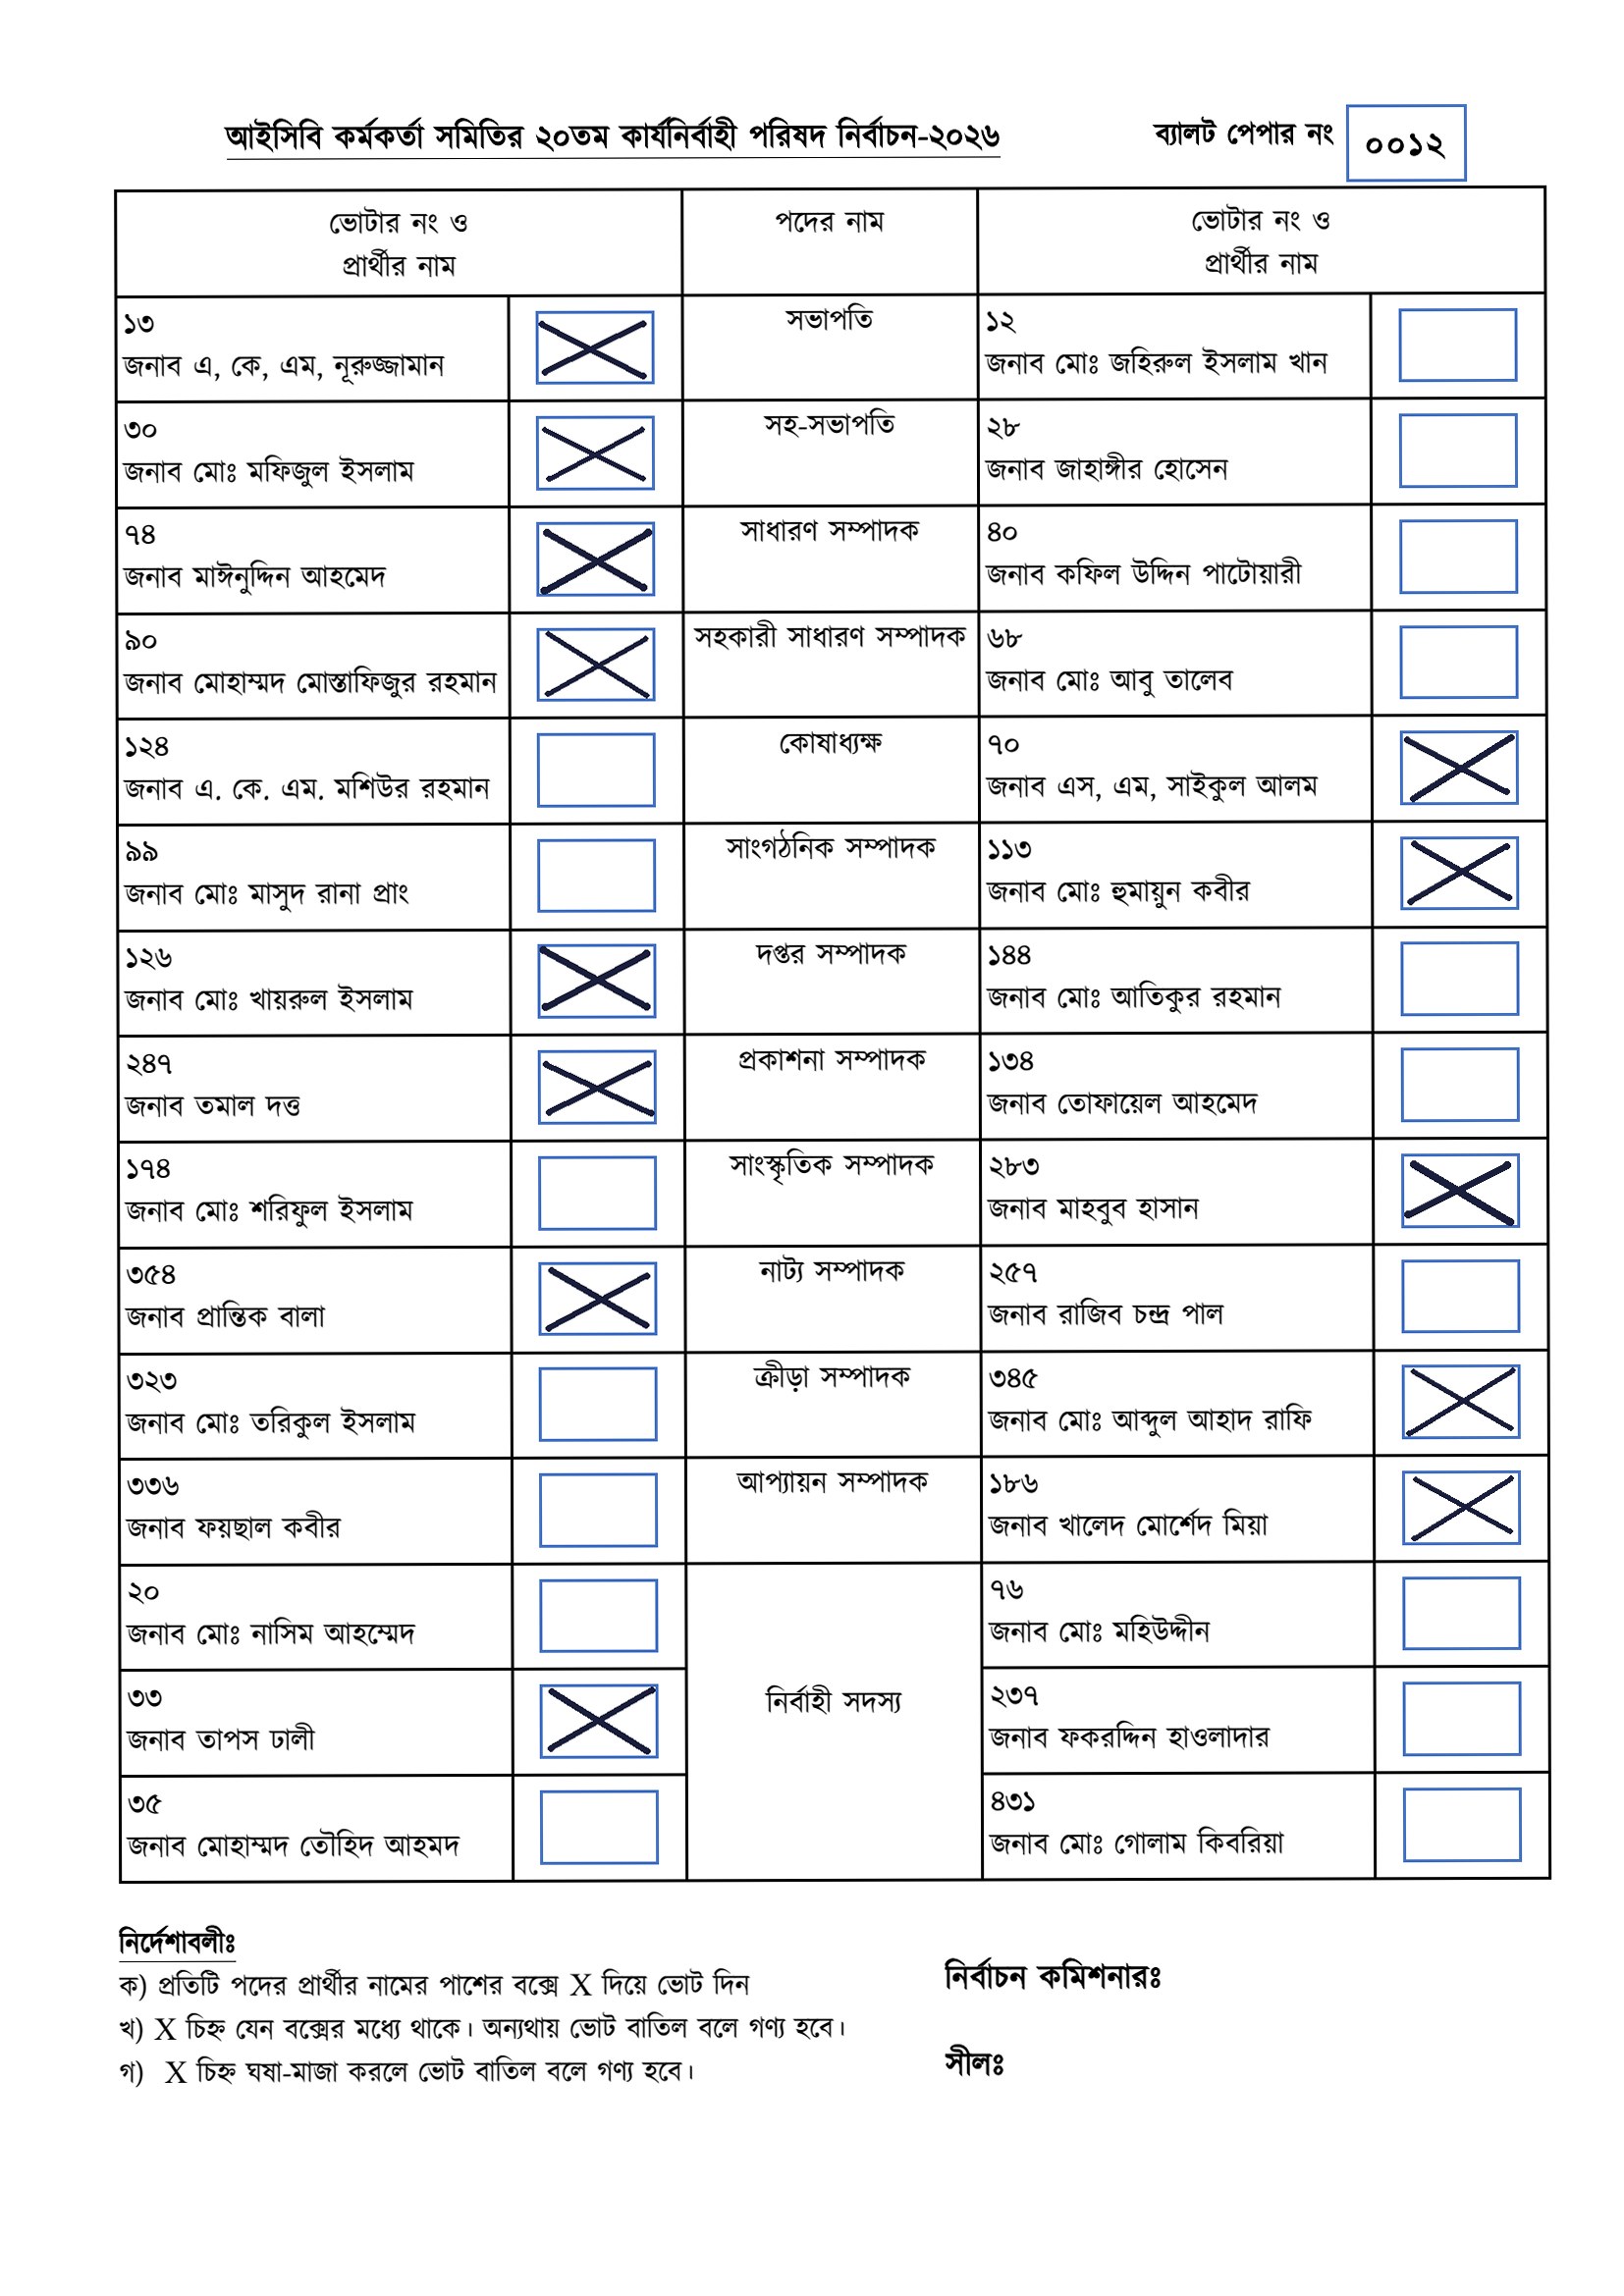 আইসিবি কর্মকর্তা সমিতির ২০তম কার্যনির্বাহী পরিষদ নির্বাচন-২০২৬
ব্যালট পেপার নং ০০১২
ভোটার নং ও
প্রার্থীর নাম
পদের নাম
ভোটার নং ও
প্রার্থীর নাম
১৩
জনাব এ, কে, এম, নূরুজ্জামান
সভাপতি
১২
জনাব মোঃ জহিরুল ইসলাম খান
৩০
জনাব মোঃ মফিজুল ইসলাম
সহ-সভাপতি
২৮
জনাব জাহাঙ্গীর হোসেন
৭৪
জনাব মাঈনুদ্দিন আহমেদ
সাধারণ সম্পাদক
৪০
জনাব কফিল উদ্দিন পাটোয়ারী
৯০
জনাব মোহাম্মদ মোস্তাফিজুর রহমান
সহকারী সাধারণ সম্পাদক
৬৮
জনাব মোঃ আবু তালেব
১২৪
জনাব এ. কে. এম. মশিউর রহমান
কোষাধ্যক্ষ
৭০
জনাব এস, এম, সাইকুল আলম
৯৯
জনাব মোঃ মাসুদ রানা প্রাং
সাংগঠনিক সম্পাদক
১১৩
জনাব মোঃ হুমায়ুন কবীর
১২৬
জনাব মোঃ খায়রুল ইসলাম
দপ্তর সম্পাদক
১৪৪
জনাব মোঃ আতিকুর রহমান
২৪৭
জনাব তমাল দত্ত
প্রকাশনা সম্পাদক
১৩৪
জনাব তোফায়েল আহমেদ
১৭৪
জনাব মোঃ শরিফুল ইসলাম
সাংস্কৃতিক সম্পাদক
২৮৩
জনাব মাহবুব হাসান
৩৫৪
জনাব প্রান্তিক বালা
নাট্য সম্পাদক
২৫৭
জনাব রাজিব চন্দ্র পাল
৩২৩
জনাব মোঃ তরিকুল ইসলাম
ক্রীড়া সম্পাদক
৩৪৫
জনাব মোঃ আব্দুল আহাদ রাফি
৩৩৬
জনাব ফয়ছাল কবীর
আপ্যায়ন সম্পাদক
১৮৬
জনাব খালেদ মোর্শেদ মিয়া
২০
জনাব মোঃ নাসিম আহম্মেদ
৭৬
জনাব মোঃ মহিউদ্দীন
৩৩
জনাব তাপস ঢালী
নির্বাহী সদস্য
২৩৭
জনাব ফকরদ্দিন হাওলাদার
৩৫
জনাব মোহাম্মদ তৌহিদ আহমদ
৪৩১
জনাব মোঃ গোলাম কিবরিয়া
নির্দেশাবলীঃ
ক) প্রতিটি পদের প্রার্থীর নামের পাশের বক্সে X দিয়ে ভোট দিন
খ) X চিহ্ন যেন বক্সের মধ্যে থাকে। অন্যথায় ভোট বাতিল বলে গণ্য হবে।
গ) X চিহ্ন ঘষা-মাজা করলে ভোট বাতিল বলে গণ্য হবে।
নির্বাচন কমিশনারঃ
সীলঃ